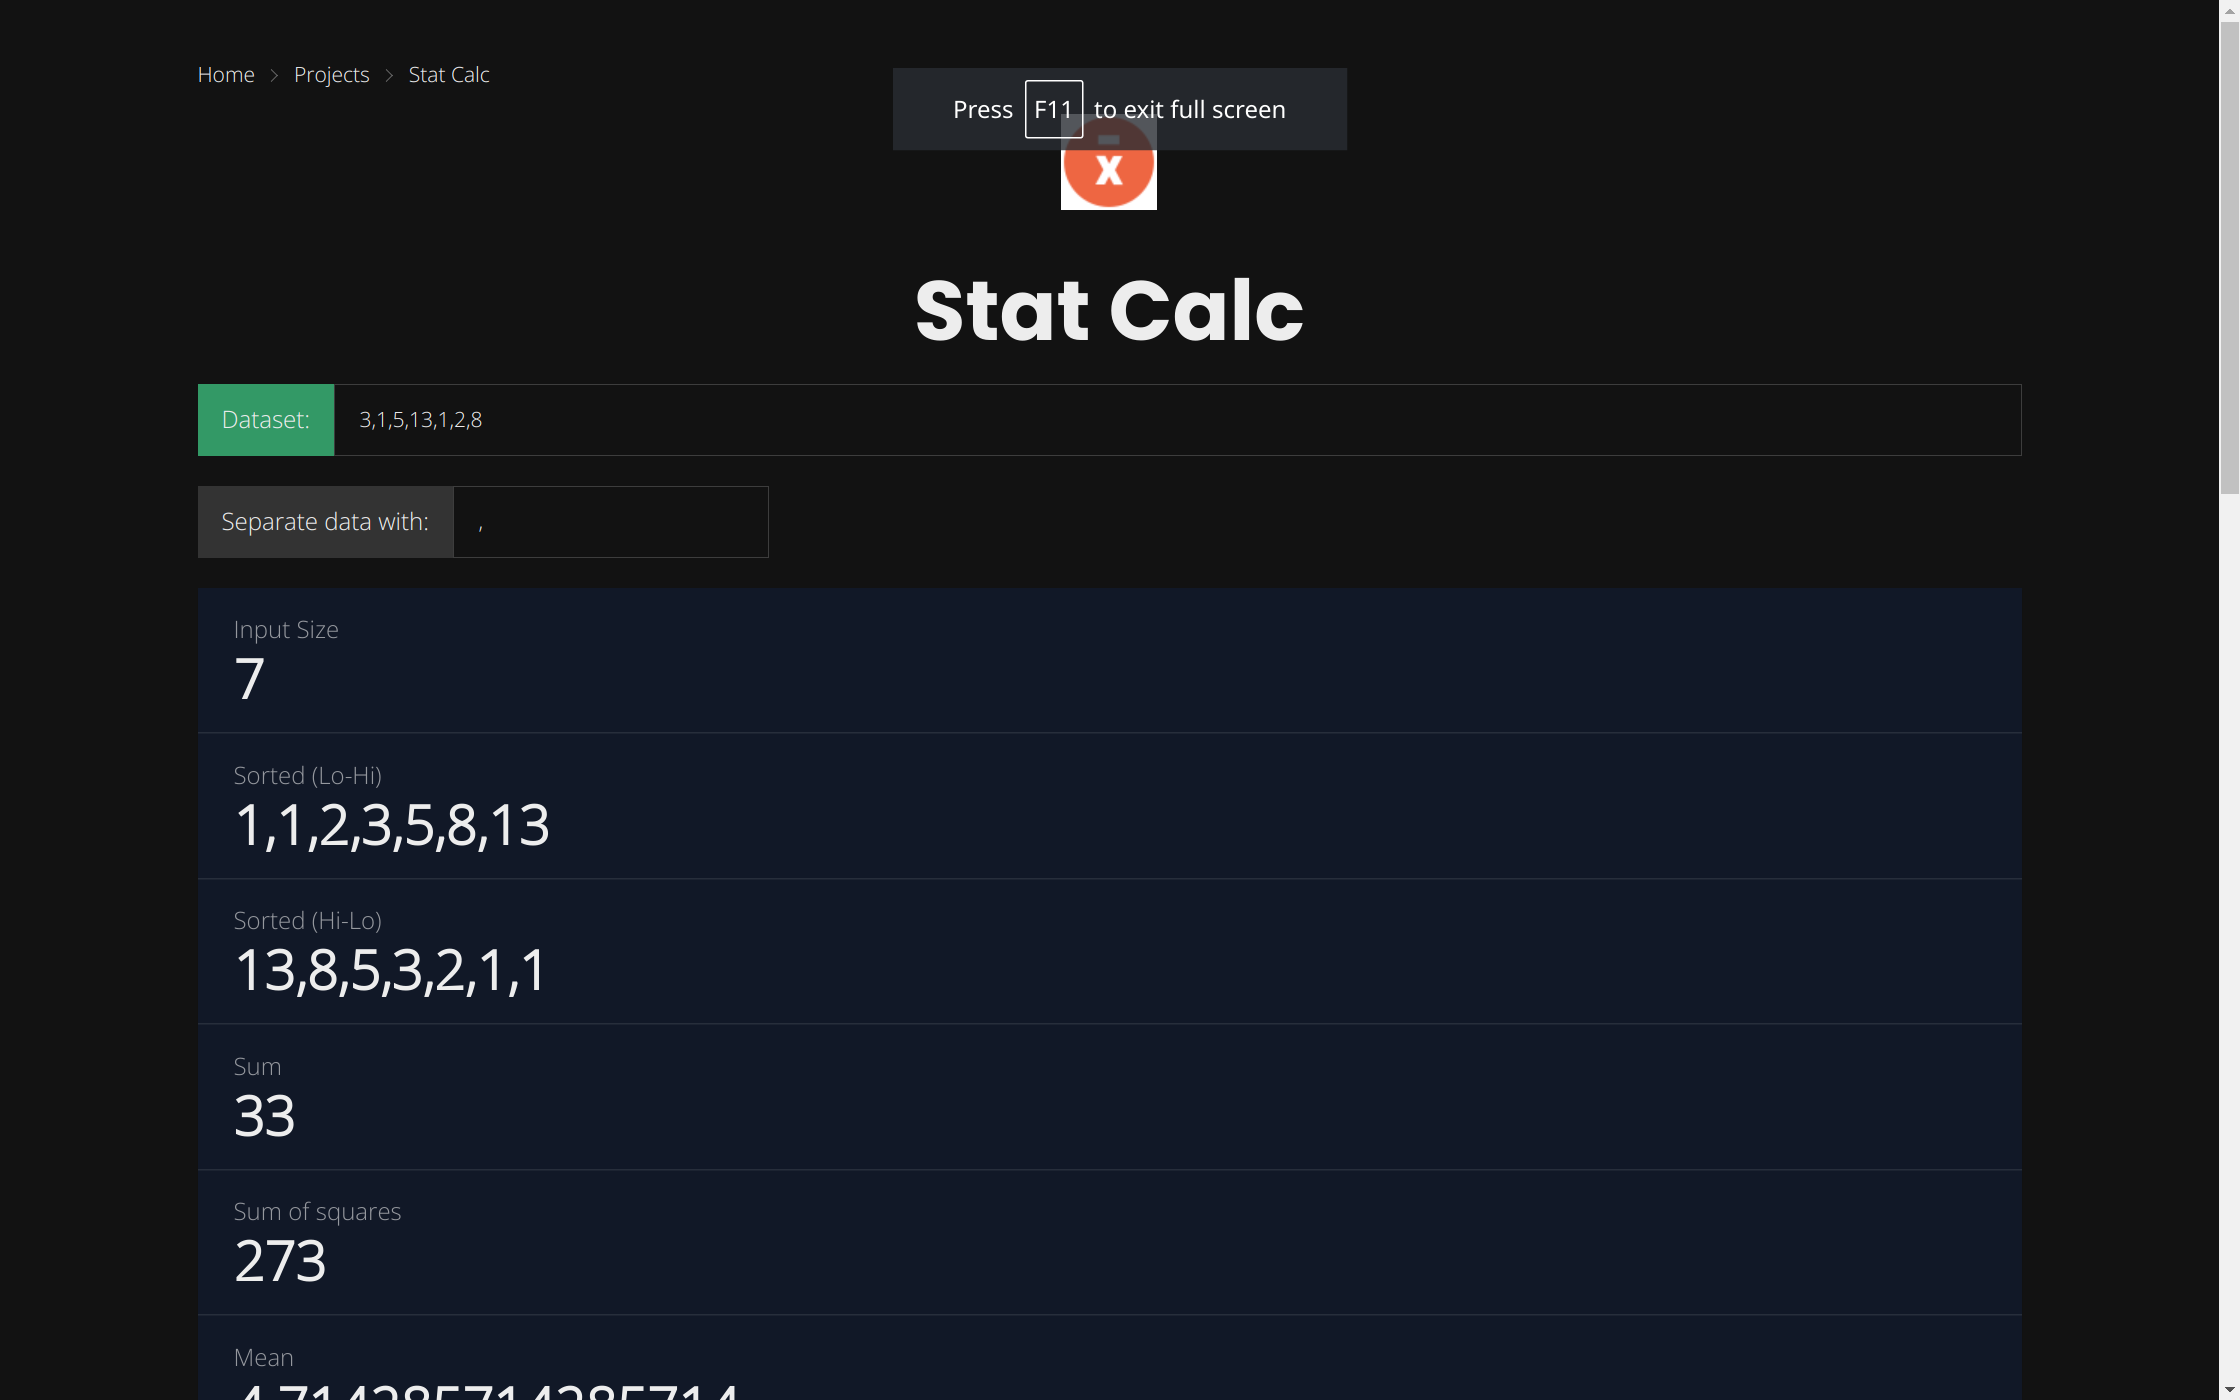 Home > Projects > Stat Calc
Press F11 to exit full screen
x
Stat Calc
Dataset: 3,1,5,13,1,2,8
Separate data with: ,
Input Size
7
Sorted (Lo-Hi)
1,1,2,3,5,8,13
Sorted (Hi-Lo)
13,8,5,3,2,1,1
Sum
33
Sum of squares
273
Mean
4.714285714285714